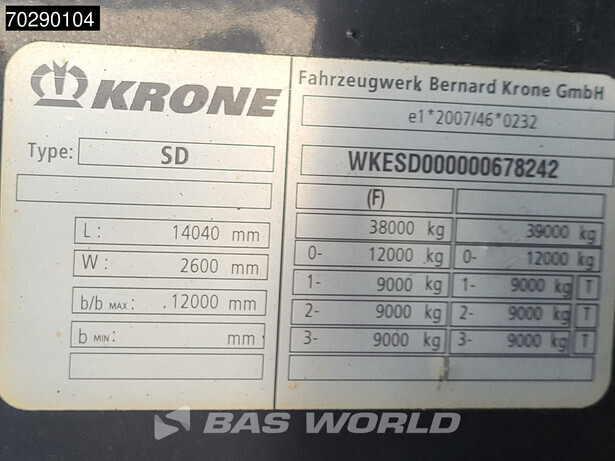 70290104
KRONE
Fahrzeugwerk Bernard Krone GmbH
e1*2007/46*0232
Type: SD
WKESD000000678242
(F)
L: 14040 mm
W: 2600 mm
b/b MAX: .12000 mm
b MIN: mm
38000 kg 39000 kg
0- 12000 kg 0- 12000 kg
1- 9000 kg 1- 9000 kg T
2- 9000 kg 2- 9000 kg T
3- 9000 kg 3- 9000 kg T
BAS WORLD